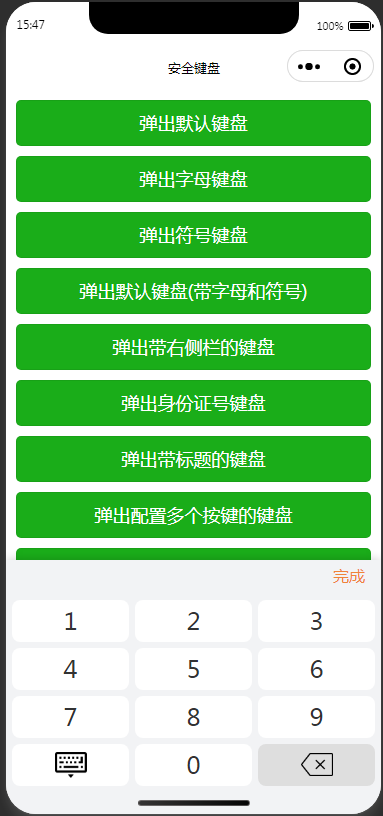 15:47
100%
安全键盘
弹出默认键盘
弹出字母键盘
弹出符号键盘
弹出默认键盘(带字母和符号)
弹出带右侧栏的键盘
弹出身份证号键盘
弹出带标题的键盘
弹出配置多个按键的键盘
完成
1 2 3
4 5 6
7 8 9
0